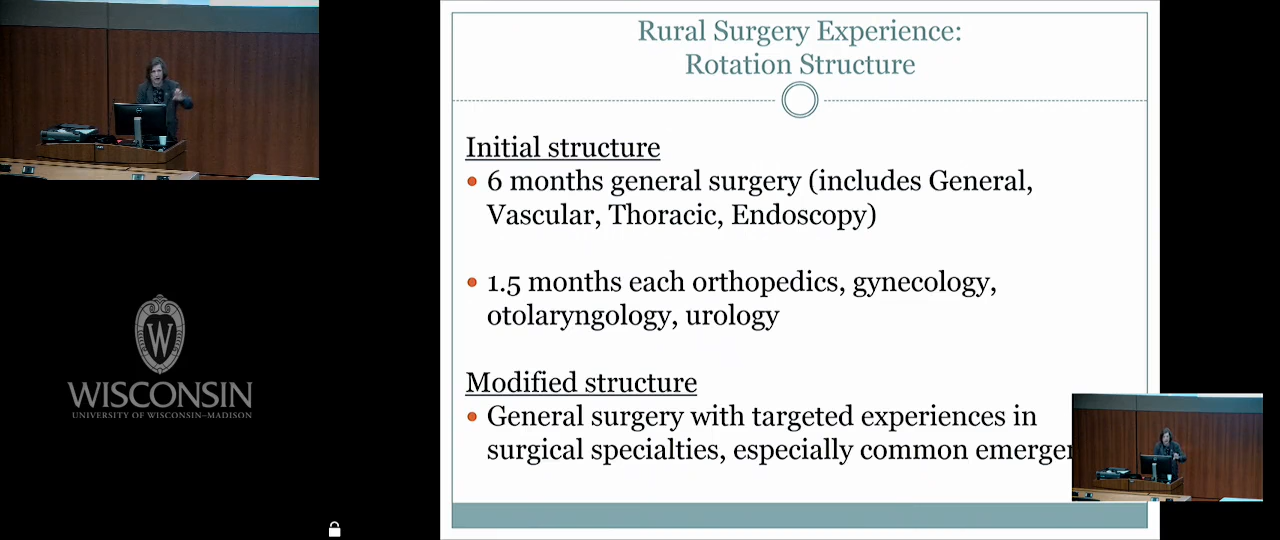 Rural Surgery Experience:
Rotation Structure
Initial structure
6 months general surgery (includes General,
Vascular, Thoracic, Endoscopy)
1.5 months each orthopedics, gynecology,
otolaryngology, urology
Modified structure
General surgery with targeted experiences in
surgical specialties, especially common
W
WISCONSIN
UNIVERSITY OF WISCONSIN–MADISON